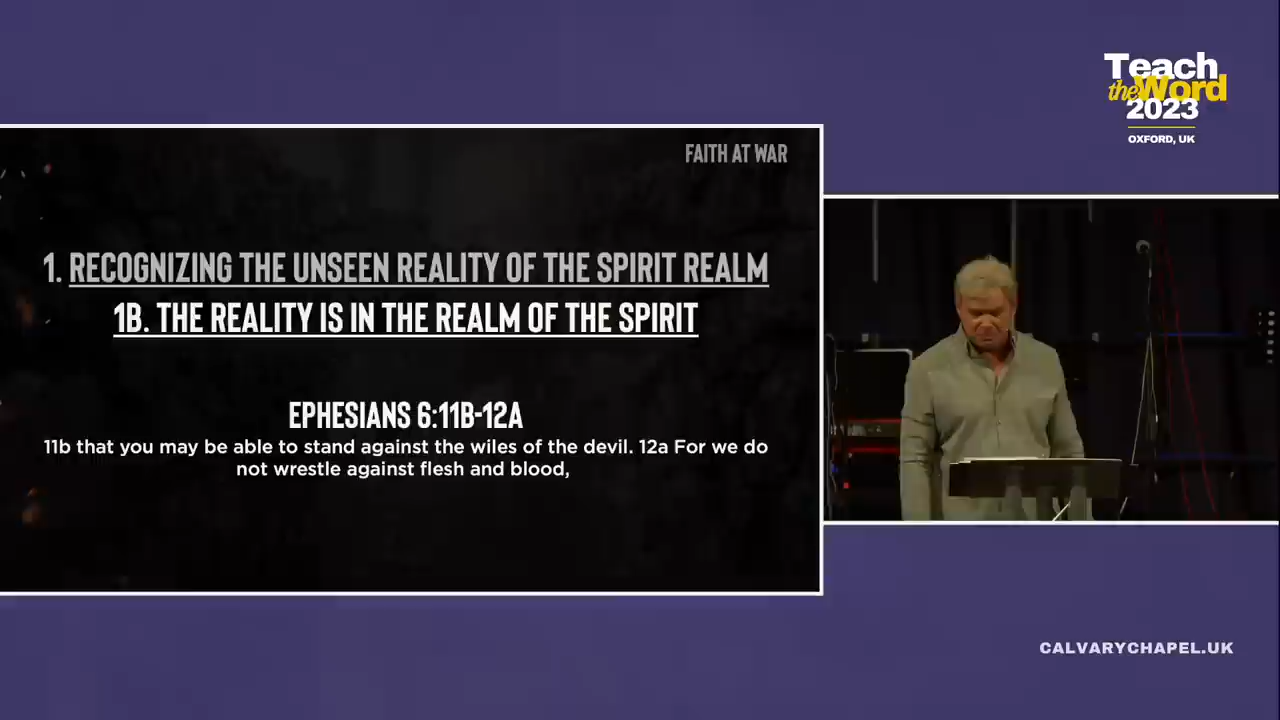 Teach
the Word
2023
OXFORD, UK
FAITH AT WAR
1. RECOGNIZING THE UNSEEN REALITY OF THE SPIRIT REALM
1B. THE REALITY IS IN THE REALM OF THE SPIRIT
EPHESIANS 6:11B-12A
11b that you may be able to stand against the wiles of the devil. 12a For we do
not wrestle against flesh and blood,
CALVARYCHAPEL.UK